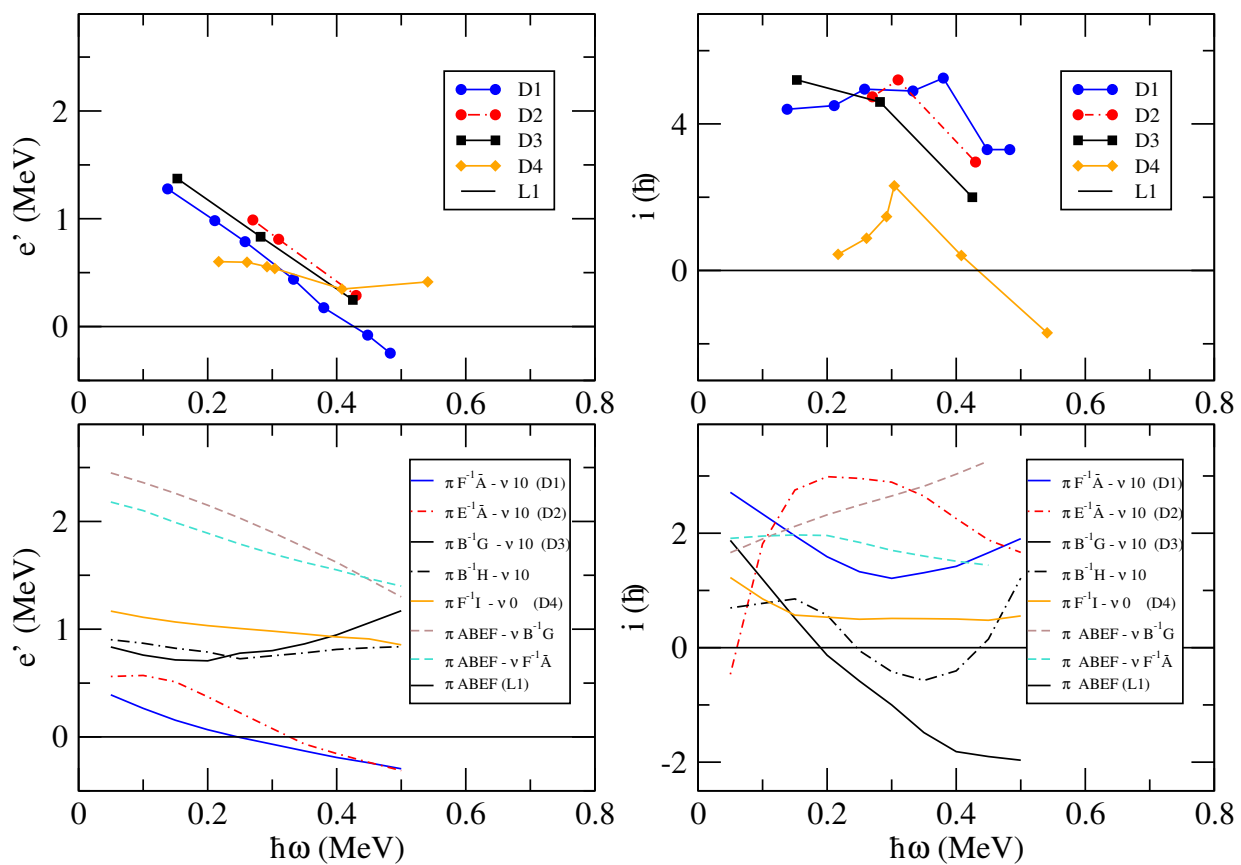 e' (MeV)
2
1
0
0 0.2 0.4 0.6 0.8
D1
D2
D3
D4
L1
i (ħ)
4
0
0 0.2 0.4 0.6 0.8
D1
D2
D3
D4
L1
e' (MeV)
2
1
0
0 0.2 0.4 0.6 0.8
ħω (MeV)
π F⁻¹Ā - ν 10 (D1)
π E⁻¹Ā - ν 10 (D2)
π B⁻¹G - ν 10 (D3)
π B⁻¹H - ν 10
π F⁻¹I - ν 0 (D4)
π ABEF - ν B⁻¹G
π ABEF - ν F⁻¹Ā
π ABEF (L1)
i (ħ)
2
0
-2
0 0.2 0.4 0.6 0.8
ħω (MeV)
π F⁻¹Ā - ν 10 (D1)
π E⁻¹Ā - ν 10 (D2)
π B⁻¹G - ν 10 (D3)
π B⁻¹H - ν 10
π F⁻¹I - ν 0 (D4)
π ABEF - ν B⁻¹G
π ABEF - ν F⁻¹Ā
π ABEF (L1)